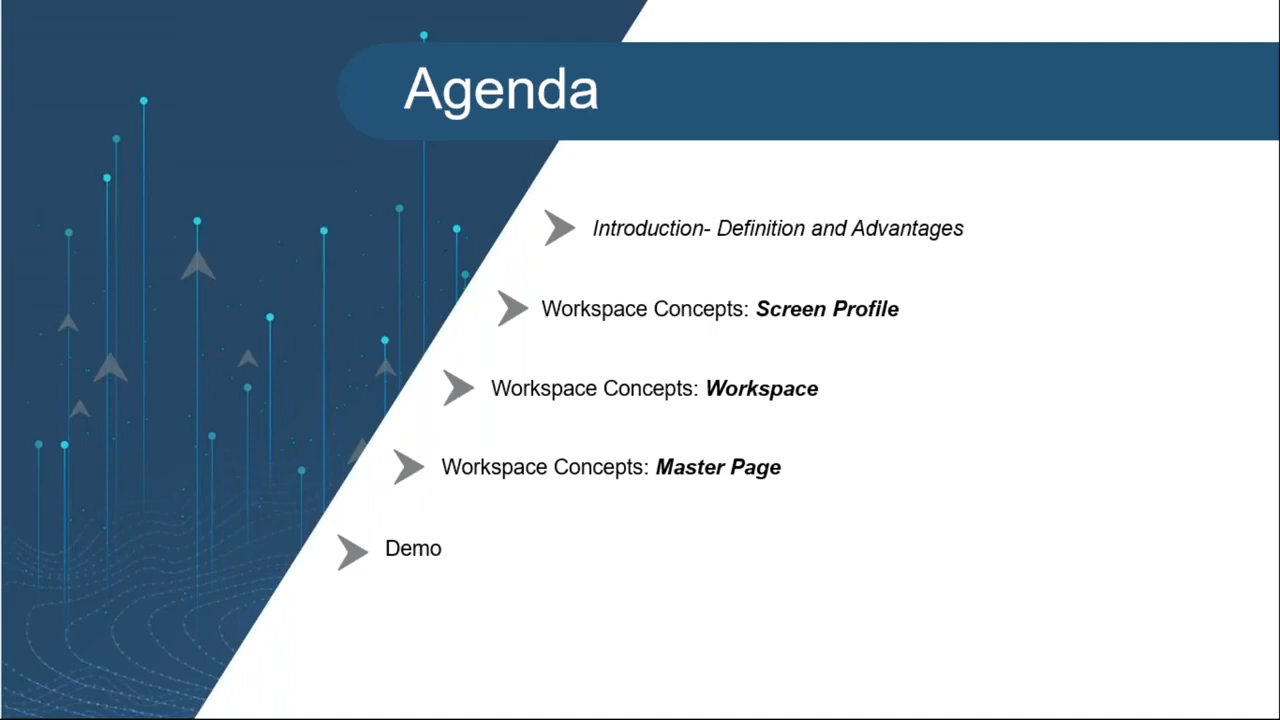 Agenda
Introduction- Definition and Advantages
Workspace Concepts: Screen Profile
Workspace Concepts: Workspace
Workspace Concepts: Master Page
Demo